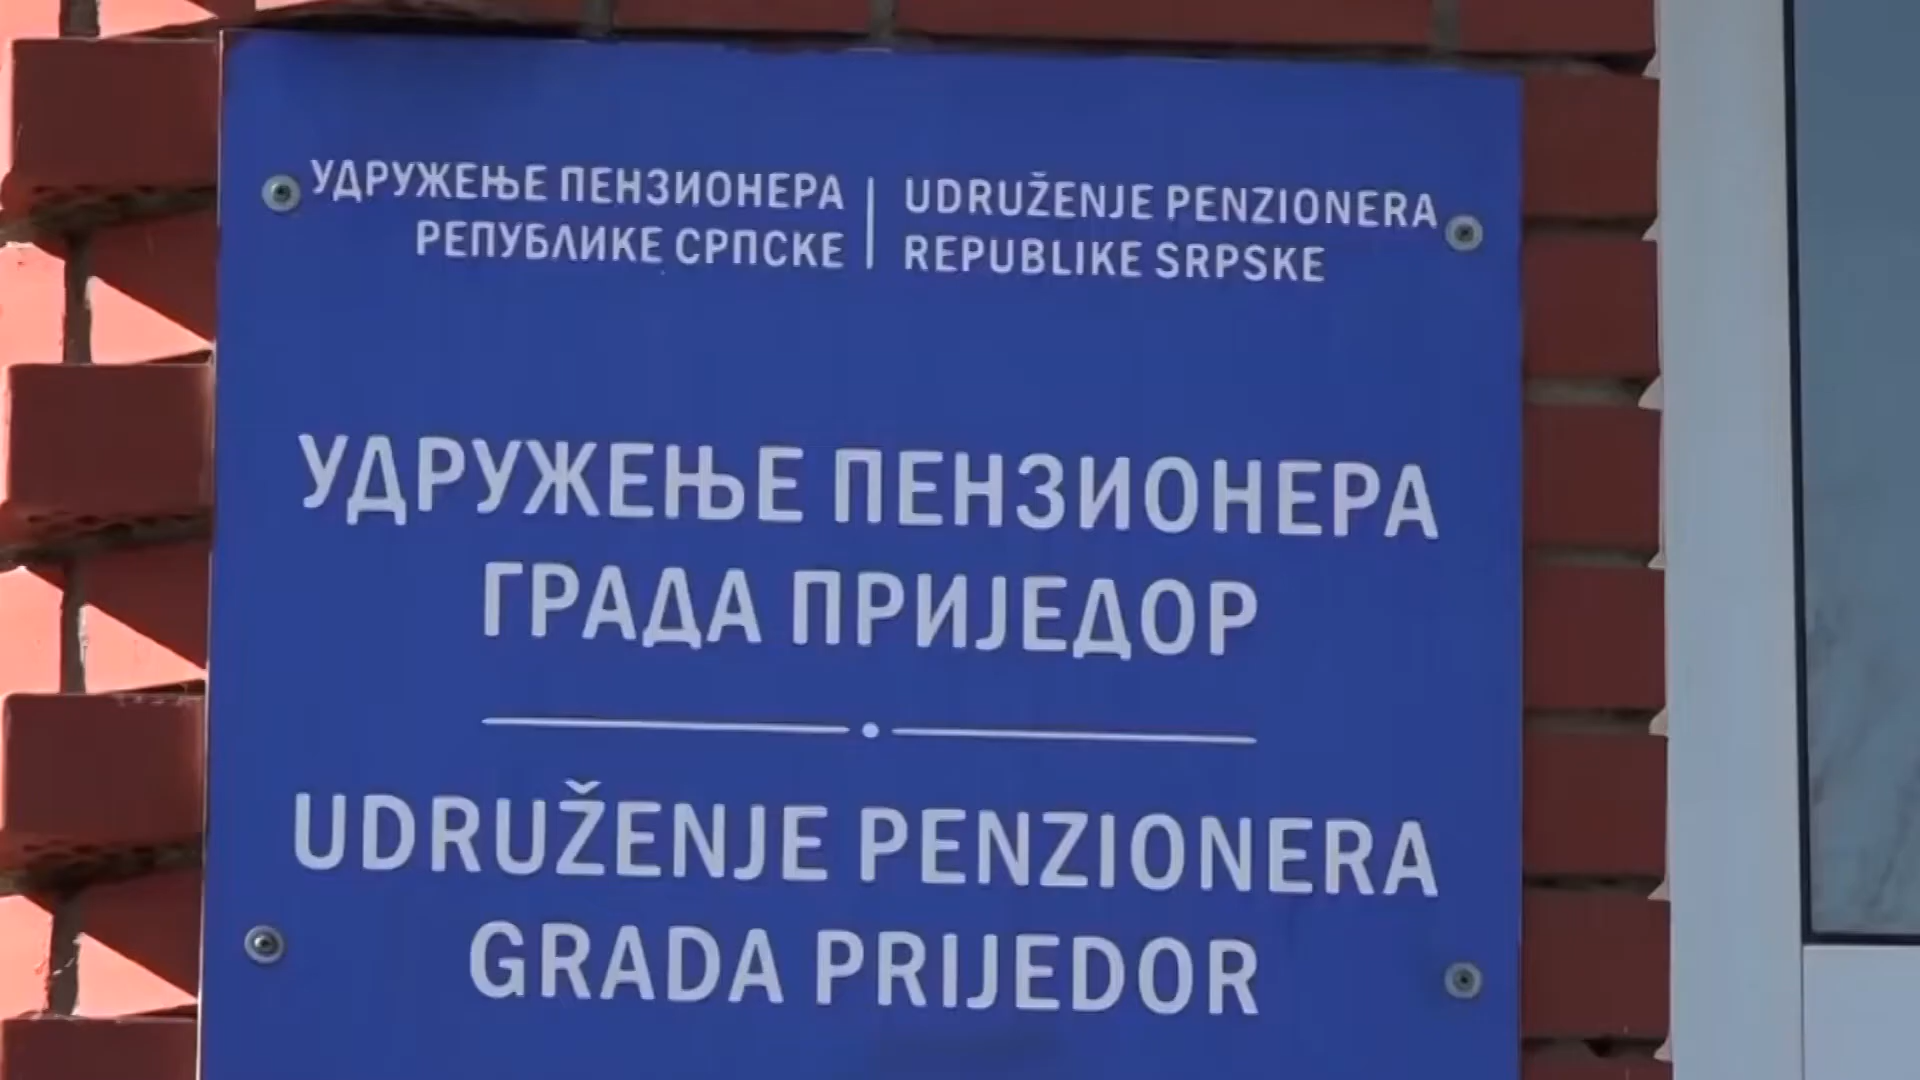 УДРУЖЕЊЕ ПЕНЗИОНЕРА
РЕПУБЛИКЕ СРПСКЕ
UDRUŽENJE PENZIONERA
REPUBLIKE SRPSKE
УДРУЖЕЊЕ ПЕНЗИОНЕРА
ГРАДА ПРИЈЕДОР
UDRUŽENJE PENZIONERA
GRADA PRIJEDOR